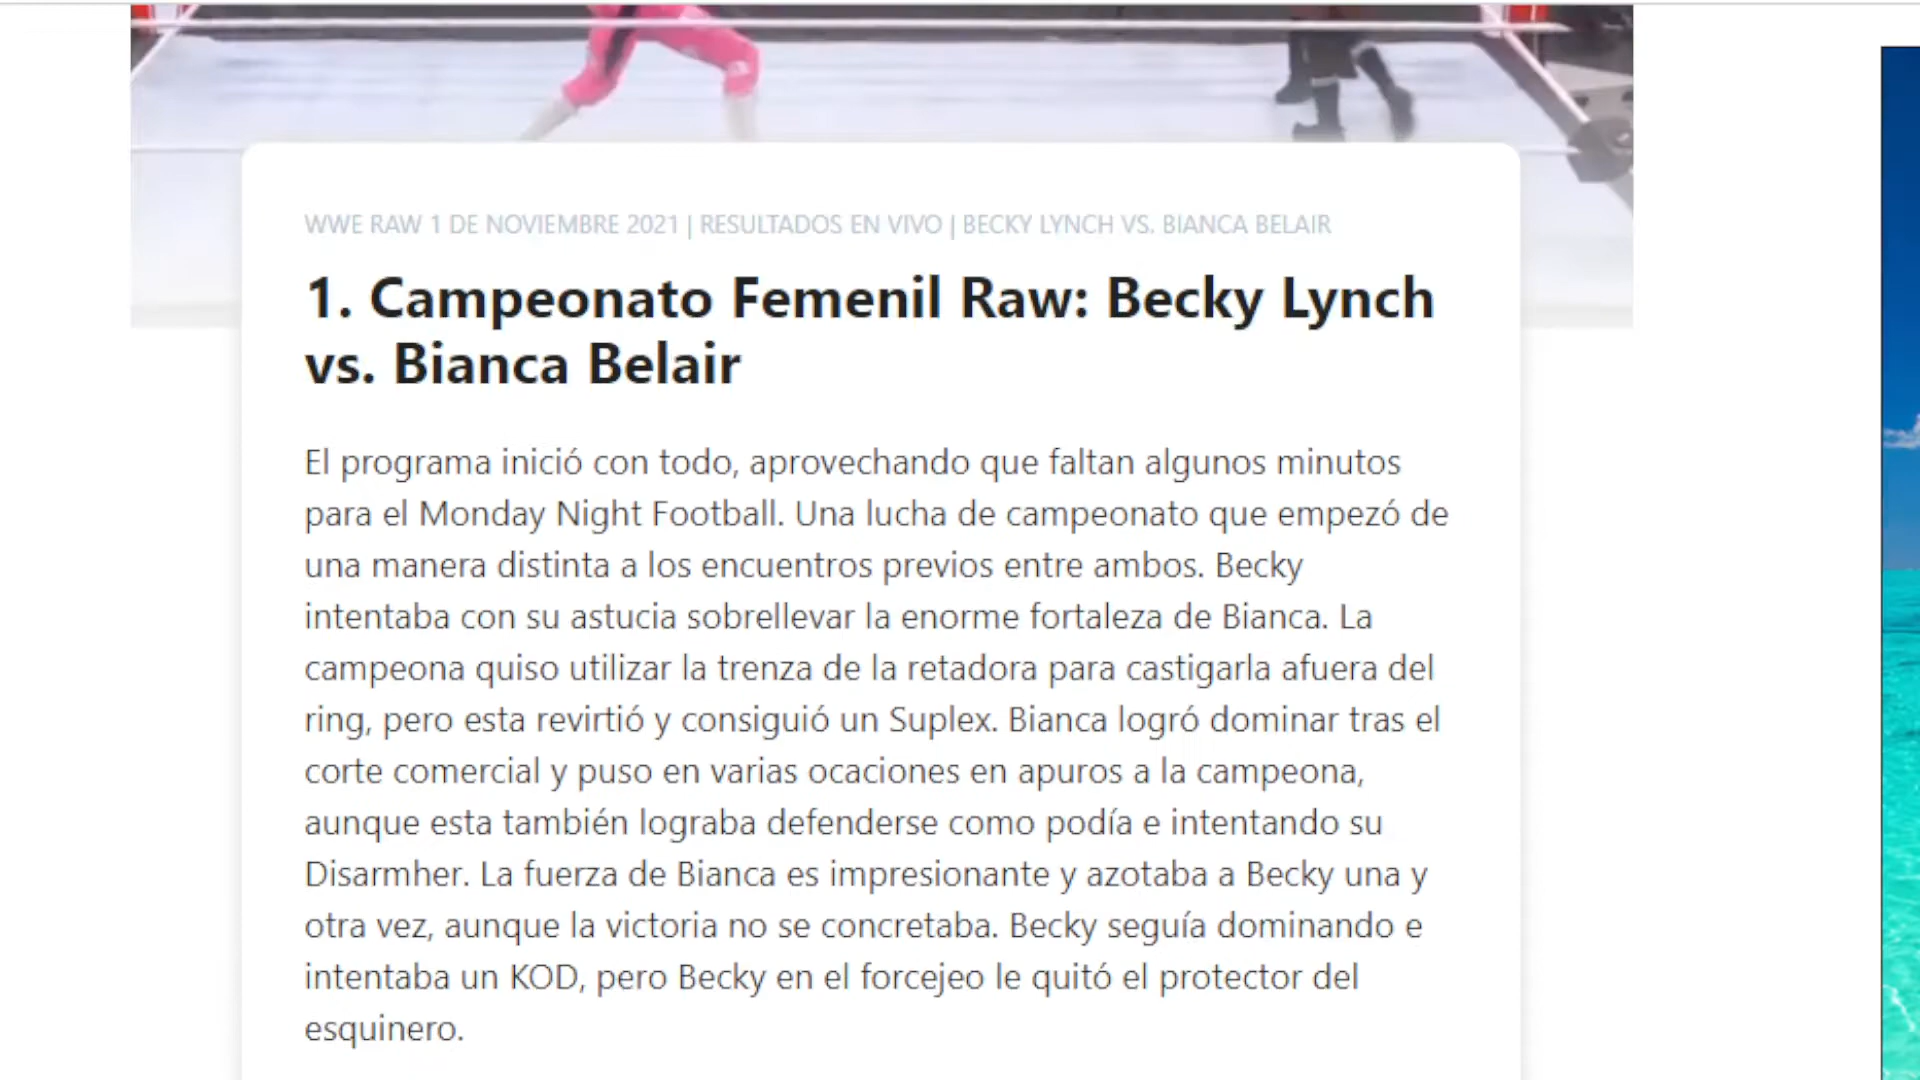 WWE RAW 1 DE NOVIEMBRE 2021 | RESULTADOS EN VIVO | BECKY LYNCH VS. BIANCA BELAIR
1. Campeonato Femenil Raw: Becky Lynch
vs. Bianca Belair
El programa inició con todo, aprovechando que faltan algunos minutos
para el Monday Night Football. Una lucha de campeonato que empezó de
una manera distinta a los encuentros previos entre ambos. Becky
intentaba con su astucia sobrellevar la enorme fortaleza de Bianca. La
campeona quiso utilizar la trenza de la retadora para castigarla afuera del
ring, pero esta revirtió y consiguió un Suplex. Bianca logró dominar tras el
corte comercial y puso en varias ocaciones en apuros a la campeona,
aunque esta también lograba defenderse como podía e intentando su
Disarmher. La fuerza de Bianca es impresionante y azotaba a Becky una y
otra vez, aunque la victoria no se concretaba. Becky seguía dominando e
intentaba un KOD, pero Becky en el forcejeo le quitó el protector del
esquinero.